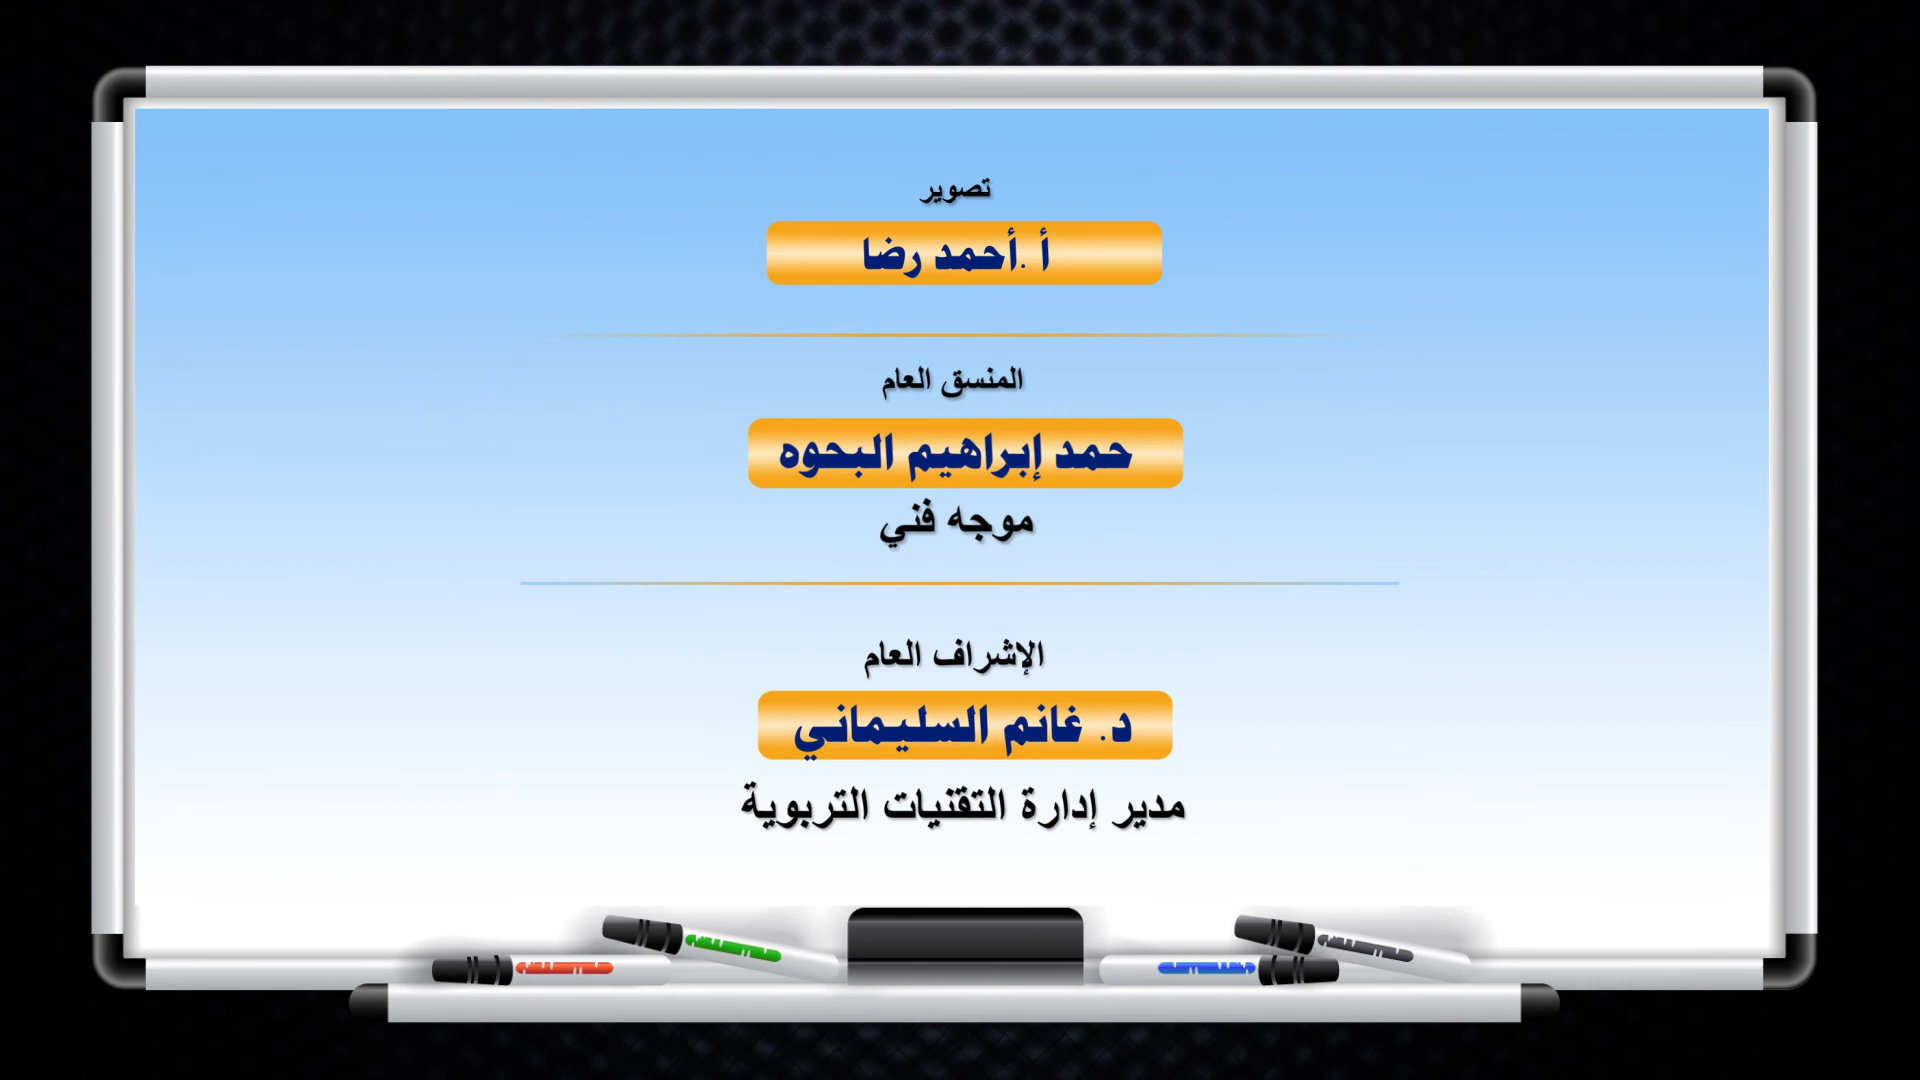 تصوير
أ .أحمد رضا
المنسق العام
حمد إبراهيم البحوه
موجه فني
الإشراف العام
د. غانم السليماني
مدير إدارة التقنيات التربوية